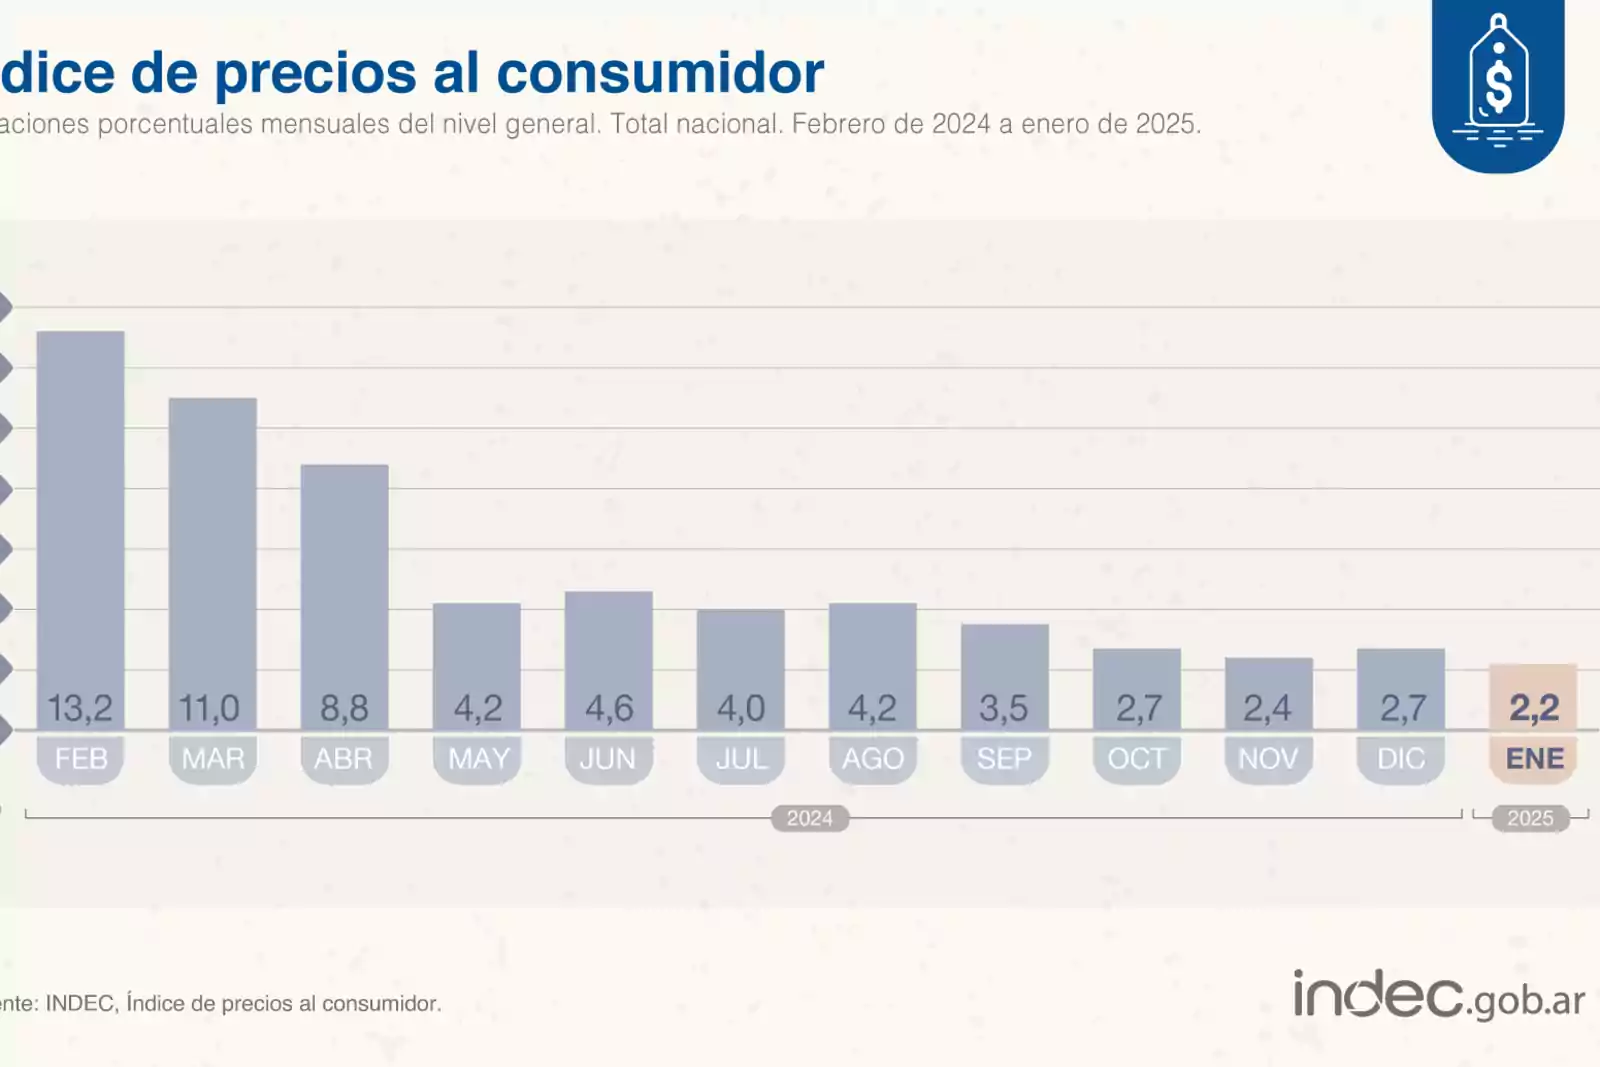 dice de precios al consumidor
aciones porcentuales mensuales del nivel general. Total nacional. Febrero de 2024 a enero de 2025.
$
13,2 11,0 8,8 4,2 4,6 4,0 4,2 3,5 2,7 2,4 2,7 2,2
FEB MAR ABR MAY JUN JUL AGO SEP OCT NOV DIC ENE
2024 2025
nte: INDEC, Índice de precios al consumidor.
indec.gob.ar